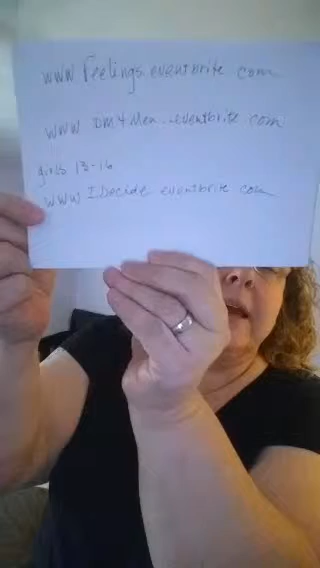 www Feelings.eventbrite com
www DM4Men.eventbrite com
girls 13-16
www IDecide eventbrite com